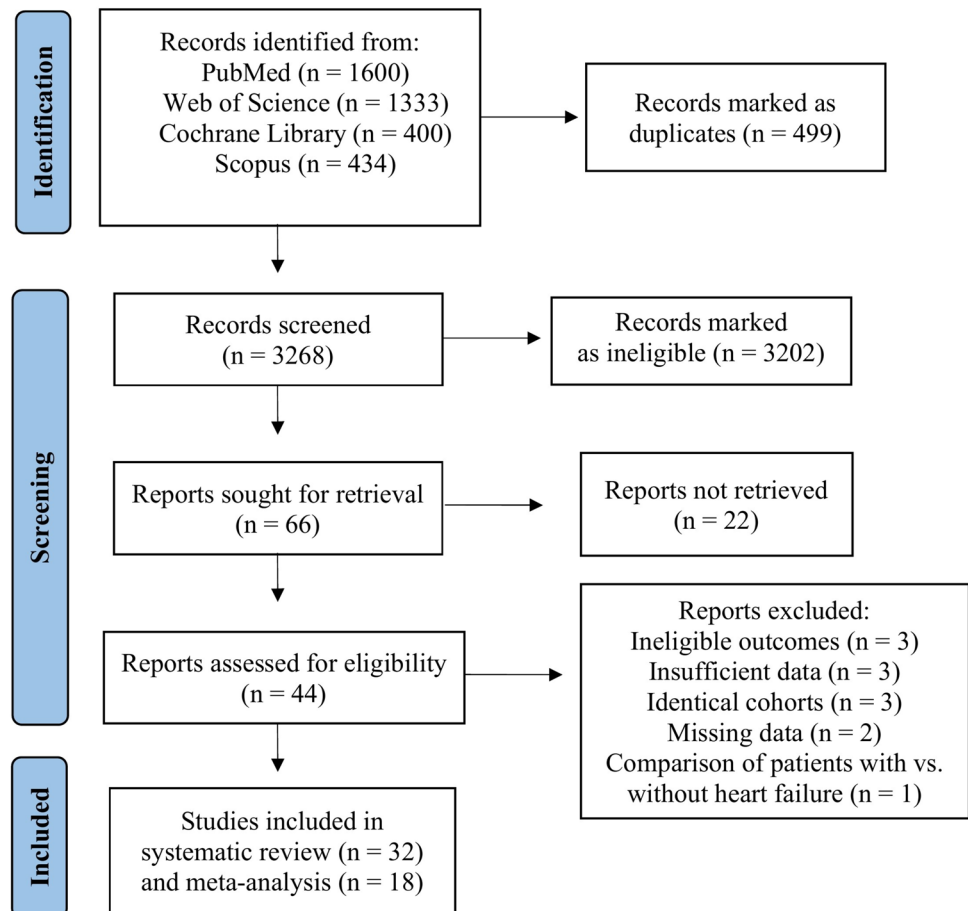 Identification
Records identified from:
PubMed (n = 1600)
Web of Science (n = 1333)
Cochrane Library (n = 400)
Scopus (n = 434)
Records marked as
duplicates (n = 499)
Screening
Records screened
(n = 3268)
Records marked
as ineligible (n = 3202)
Reports sought for retrieval
(n = 66)
Reports not retrieved
(n = 22)
Reports assessed for eligibility
(n = 44)
Reports excluded:
Ineligible outcomes (n = 3)
Insufficient data (n = 3)
Identical cohorts (n = 3)
Missing data (n = 2)
Comparison of patients with vs.
without heart failure (n = 1)
Included
Studies included in
systematic review (n = 32)
and meta-analysis (n = 18)